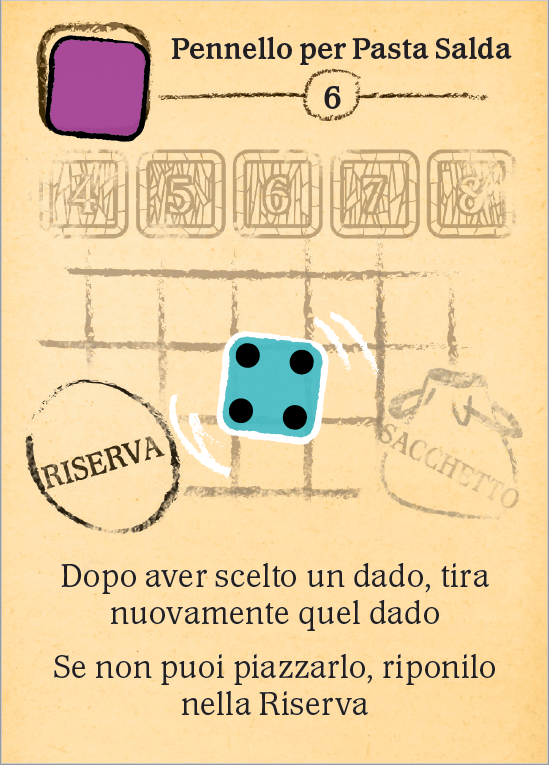 Pennello per Pasta Salda
6
4 5 6 7 8
RISERVA
SACCHETTO
Dopo aver scelto un dado, tira
nuovamente quel dado
Se non puoi piazzarlo, riponilo
nella Riserva